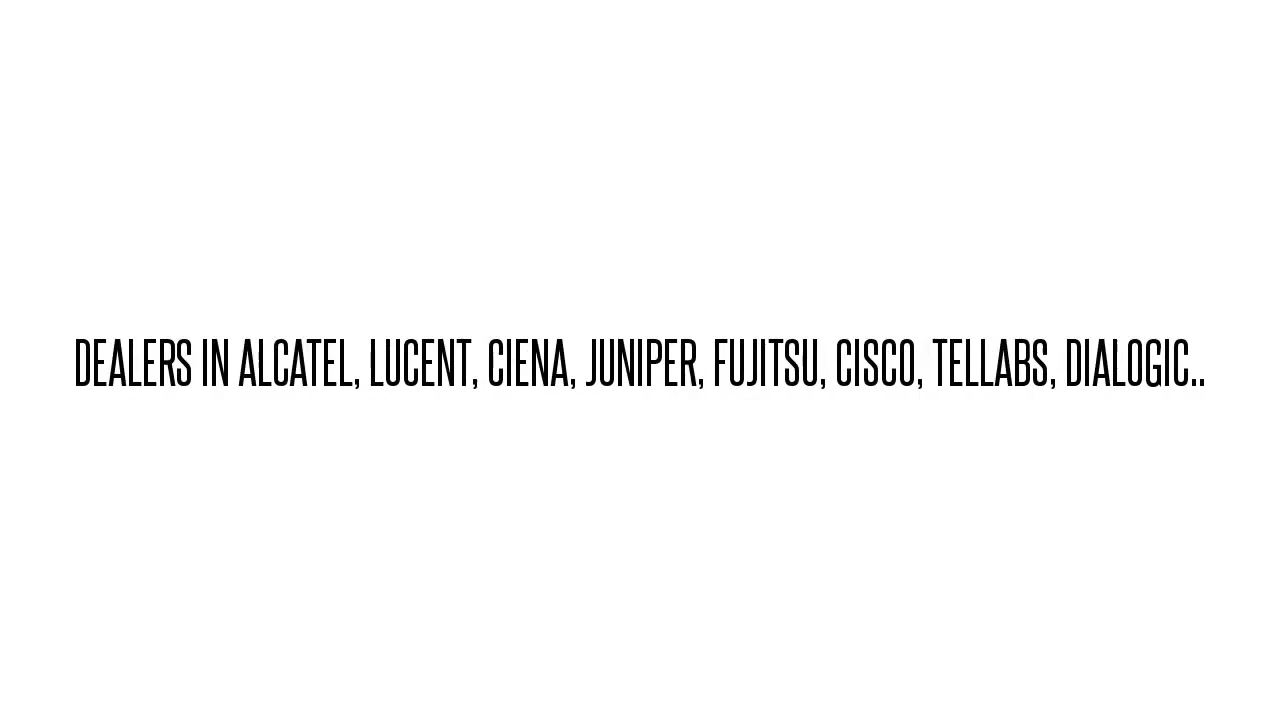 DEALERS IN ALCATEL, LUCENT, CIENA, JUNIPER, FUJITSU, CISCO, TELLABS, DIALOGIC..